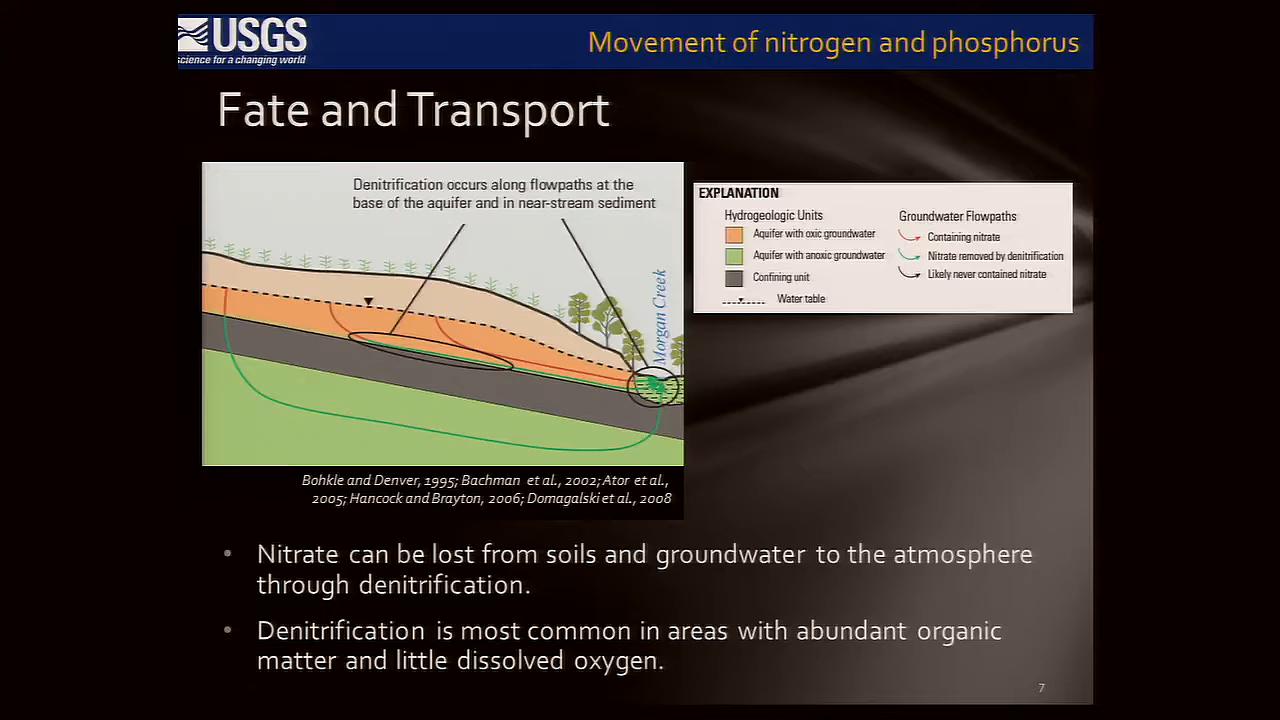 USGS
science for a changing world
Movement of nitrogen and phosphorus
Fate and Transport
Denitrification occurs along flowpaths at the
base of the aquifer and in near-stream sediment
Morgan Creek
EXPLANATION
Hydrogeologic Units
Aquifer with oxic groundwater
Aquifer with anoxic groundwater
Confining unit
Water table
Groundwater Flowpaths
Containing nitrate
Nitrate removed by denitrification
Likely never contained nitrate
Bohkle and Denver, 1995; Bachman et al., 2002; Ator et al.,
2005; Hancock and Brayton, 2006; Domagalski et al., 2008
• Nitrate can be lost from soils and groundwater to the atmosphere
through denitrification.
• Denitrification is most common in areas with abundant organic
matter and little dissolved oxygen.
7